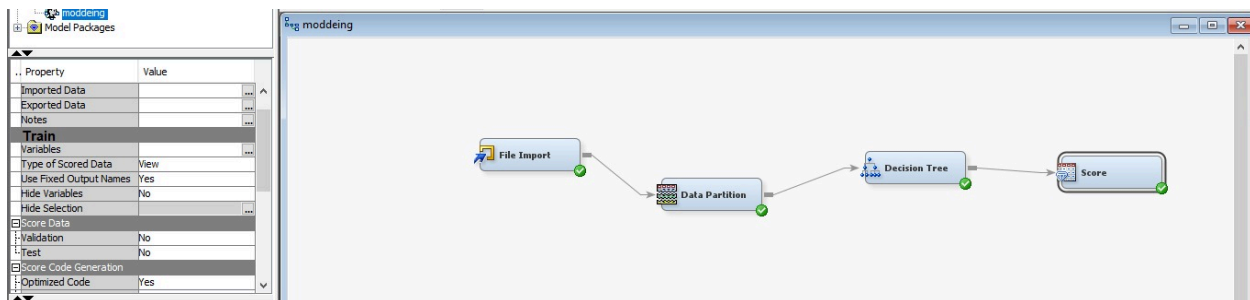 moddeing
Model Packages
.. Property Value
Imported Data ...
Exported Data ...
Notes ...
Train
Variables ...
Type of Scored Data View
Use Fixed Output Names Yes
Hide Variables No
Hide Selection ...
Score Data
Validation No
Test No
Score Code Generation
Optimized Code Yes
moddeing
File Import
Data Partition
Decision Tree
Score